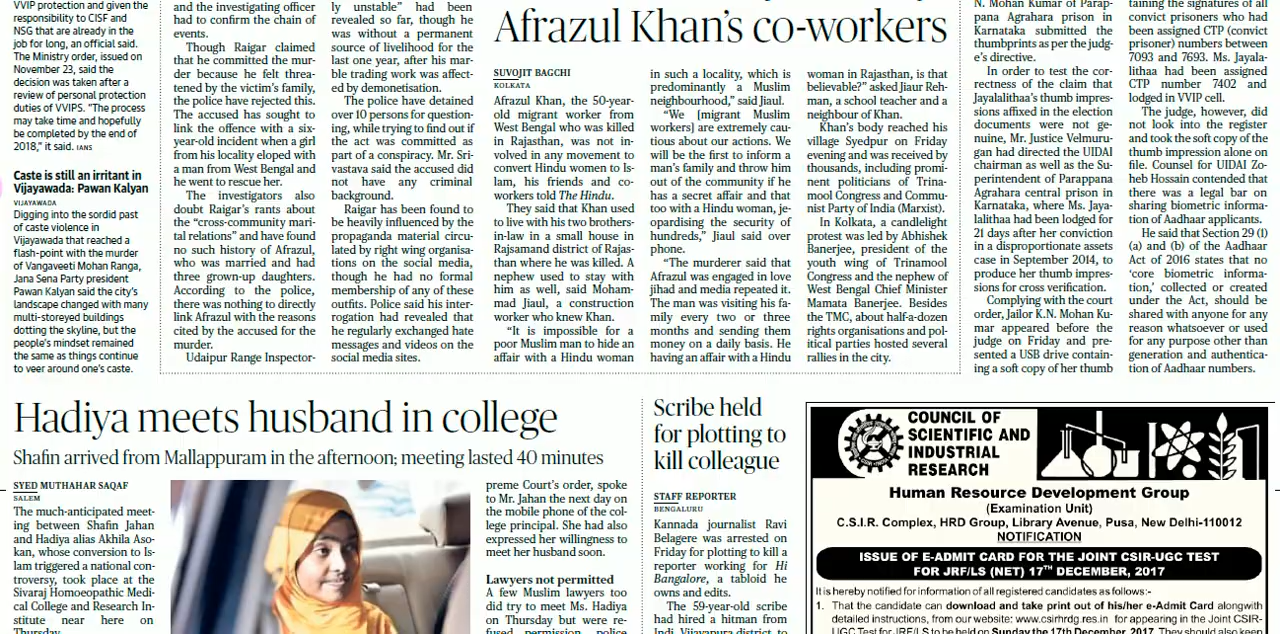 VVIP protection and given the
responsibility to CISF and
NSG that are already in the
job for long, an official said.
The Ministry order, issued on
November 23, said the
decision was taken after a
review of personal protection
duties of VVIPS. “The process
may take time and hopefully
be completed by the end of
2018,” it said. IANS
Caste is still an irritant in
Vijayawada: Pawan Kalyan
VIJAYAWADA
Digging into the sordid past
of caste violence in
Vijayawada that reached a
flash-point with the murder
of Vangaveeti Mohan Ranga,
Jana Sena Party president
Pawan Kalyan said the city’s
landscape changed with many
multi-storeyed buildings
dotting the skyline, but the
people’s mindset remained
the same as things continue
to veer around one’s caste.
and the investigating officer
had to confirm the chain of
events.
Though Raigar claimed
that he committed the mur-
der because he felt threa-
tened by the victim’s family,
the police have rejected this.
The accused has sought to
link the offence with a six-
year-old incident when a girl
from his locality eloped with
a man from West Bengal and
he went to rescue her.
The investigators also
doubt Raigar’s rants about
the “cross-community mari-
tal relations” and have found
no such history of Afrazul,
who was married and had
three grown-up daughters.
According to the police,
there was nothing to directly
link Afrazul with the reasons
cited by the accused for the
murder.
Udaipur Range Inspector-
ly unstable” had been
revealed so far, though he
was without a permanent
source of livelihood for the
last one year, after his mar-
ble trading work was affect-
ed by demonetisation.
The police have detained
over 10 persons for question-
ing, while trying to find out if
the act was committed as
part of a conspiracy. Mr. Sri-
vastava said the accused did
not have any criminal
background.
Raigar has been found to
be heavily influenced by the
propaganda material circu-
lated by right wing organisa-
tions on the social media,
though he had no formal
membership of any of these
outfits. Police said his inter-
rogation had revealed that
he regularly exchanged hate
messages and videos on the
social media sites.
Afrazul Khan’s co-workers
SUVOJIT BAGCHI
KOLKATA
Afrazul Khan, the 50-year-
old migrant worker from
West Bengal who was killed
in Rajasthan, was not in-
volved in any movement to
convert Hindu women to Is-
lam, his friends and co-
workers told The Hindu.
They said that Khan used
to live with his two brothers-
in-law in a small house in
Rajsamand district of Rajas-
than where he was killed. A
nephew used to stay with
him as well, said Moham-
mad Jiaul, a construction
worker who knew Khan.
“It is impossible for a
poor Muslim man to hide an
affair with a Hindu woman
in such a locality, which is
predominantly a Muslim
neighbourhood,” said Jiaul.
“We [migrant Muslim
workers] are extremely cau-
tious about our actions. We
will be the first to inform a
man’s family and throw him
out of the community if he
has a secret affair and that
too with a Hindu woman, je-
opardising the security of
hundreds,” Jiaul said over
phone.
“The murderer said that
Afrazul was engaged in love
jihad and media repeated it.
The man was visiting his fa-
mily every two or three
months and sending them
money on a daily basis. He
having an affair with a Hindu
woman in Rajasthan, is that
believable?” asked Jiaur Reh-
man, a school teacher and a
neighbour of Khan.
Khan’s body reached his
village Syedpur on Friday
evening and was received by
thousands, including promi-
nent politicians of Trina-
mool Congress and Commu-
nist Party of India (Marxist).
In Kolkata, a candlelight
protest was led by Abhishek
Banerjee, president of the
youth wing of Trinamool
Congress and the nephew of
West Bengal Chief Minister
Mamata Banerjee. Besides
the TMC, about half-a-dozen
rights organisations and pol-
itical parties hosted several
rallies in the city.
N. Mohan Kumar of Parap-
pana Agrahara prison in
Karnataka submitted the
thumbprints as per the judg-
e’s directive.
In order to test the cor-
rectness of the claim that
Jayalalithaa’s thumb impres-
sions affixed in the election
documents were not ge-
nuine, Mr. Justice Velmuru-
gan had directed the UIDAI
chairman as well as the Su-
perintendent of Parappana
Agrahara central prison in
Karnataka, where Ms. Jaya-
lalithaa had been lodged for
21 days after her conviction
in a disproportionate assets
case in September 2014, to
produce her thumb impres-
sions for cross verification.
Complying with the court
order, Jailor K.N. Mohan Ku-
mar appeared before the
judge on Friday and pre-
sented a USB drive contain-
ing a soft copy of her thumb
taining the signatures of all
convict prisoners who had
been assigned CTP (convict
prisoner) numbers between
7093 and 7693. Ms. Jayala-
lithaa had been assigned
CTP number 7402 and
lodged in VVIP cell.
The judge, however, did
not look into the register
and took the soft copy of the
thumb impression alone on
file. Counsel for UIDAI Zo-
heb Hossain contended that
there was a legal bar on
sharing biometric informa-
tion of Aadhaar applicants.
He said that Section 29 (1)
(a) and (b) of the Aadhaar
Act of 2016 states that no
‘core biometric informa-
tion,’ collected or created
under the Act, should be
shared with anyone for any
reason whatsoever or used
for any purpose other than
generation and authentica-
tion of Aadhaar numbers.
Hadiya meets husband in college
Shafin arrived from Mallappuram in the afternoon; meeting lasted 40 minutes
SYED MUTHAHAR SAQAF
SALEM
The much-anticipated meet-
ing between Shafin Jahan
and Hadiya alias Akhila Aso-
kan, whose conversion to Is-
lam triggered a national con-
troversy, took place at the
Sivaraj Homoeopathic Medi-
cal College and Research In-
stitute near here on
Thursday.
preme Court’s order, spoke
to Mr. Jahan the next day on
the mobile phone of the col-
lege principal. She had also
expressed her willingness to
meet her husband soon.
Lawyers not permitted
A few Muslim lawyers too
did try to meet Ms. Hadiya
on Thursday but were re-
fused permission, police
Scribe held
for plotting to
kill colleague
STAFF REPORTER
BENGALURU
Kannada journalist Ravi
Belagere was arrested on
Friday for plotting to kill a
reporter working for Hi
Bangalore, a tabloid he
owns and edits.
The 59-year-old scribe
had hired a hitman from
Indi, Vijayapura district, to
COUNCIL OF
SCIENTIFIC AND
INDUSTRIAL
RESEARCH
Human Resource Development Group
(Examination Unit)
C.S.I.R. Complex, HRD Group, Library Avenue, Pusa, New Delhi-110012
NOTIFICATION
ISSUE OF E-ADMIT CARD FOR THE JOINT CSIR-UGC TEST
FOR JRF/LS (NET) 17TH DECEMBER, 2017
It is hereby notified for information of all registered candidates as follows:-
1. That the candidate can download and take print out of his/her e-Admit Card alongwith
detailed instructions, from our website: www.csirhrdg.res.in for appearing in the Joint CSIR-
UGC Test for JRF/LS to be held on Sunday the 17th December, 2017. They should also keep